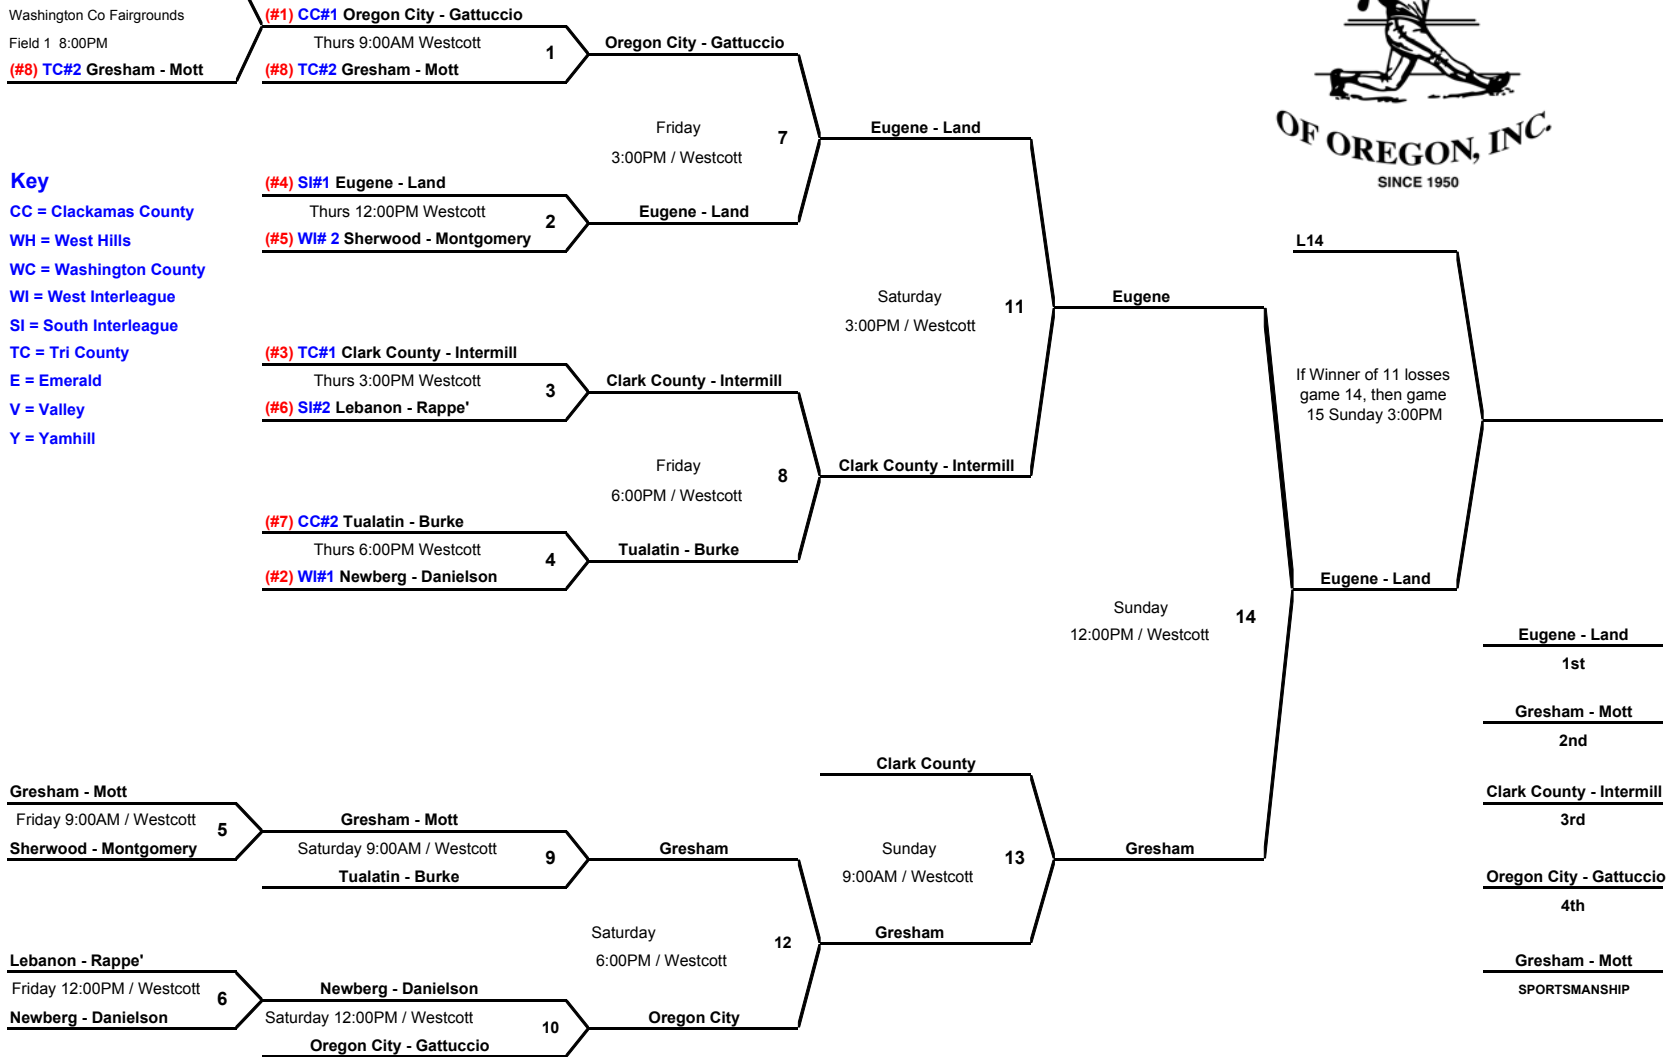 Washington Co Fairgrounds
Field 1 8:00PM
(#8) TC#2 Gresham - Mott
(#1) CC#1 Oregon City - Gattuccio
Thurs 9:00AM Westcott
1
(#8) TC#2 Gresham - Mott
Oregon City - Gattuccio
Friday
7
3:00PM / Westcott
Eugene - Land
OF OREGON, INC.
SINCE 1950
Key
CC = Clackamas County
WH = West Hills
WC = Washington County
WI = West Interleague
SI = South Interleague
TC = Tri County
E = Emerald
V = Valley
Y = Yamhill
(#4) SI#1 Eugene - Land
Thurs 12:00PM Westcott
2
(#5) WI# 2 Sherwood - Montgomery
Eugene - Land
Saturday
11
3:00PM / Westcott
Eugene
L14
(#3) TC#1 Clark County - Intermill
Thurs 3:00PM Westcott
3
(#6) SI#2 Lebanon - Rappe'
Clark County - Intermill
If Winner of 11 losses
game 14, then game
15 Sunday 3:00PM
Friday
8
6:00PM / Westcott
Clark County - Intermill
(#7) CC#2 Tualatin - Burke
Thurs 6:00PM Westcott
4
(#2) WI#1 Newberg - Danielson
Tualatin - Burke
Sunday
14
12:00PM / Westcott
Eugene - Land
Eugene - Land
1st
Gresham - Mott
2nd
Clark County - Intermill
3rd
Oregon City - Gattuccio
4th
Gresham - Mott
SPORTSMANSHIP
Clark County
Gresham - Mott
Friday 9:00AM / Westcott
5
Sherwood - Montgomery
Gresham - Mott
Saturday 9:00AM / Westcott
9
Tualatin - Burke
Gresham
Sunday
13
9:00AM / Westcott
Gresham
Saturday
12
6:00PM / Westcott
Gresham
Lebanon - Rappe'
Friday 12:00PM / Westcott
6
Newberg - Danielson
Newberg - Danielson
Saturday 12:00PM / Westcott
10
Oregon City - Gattuccio
Oregon City